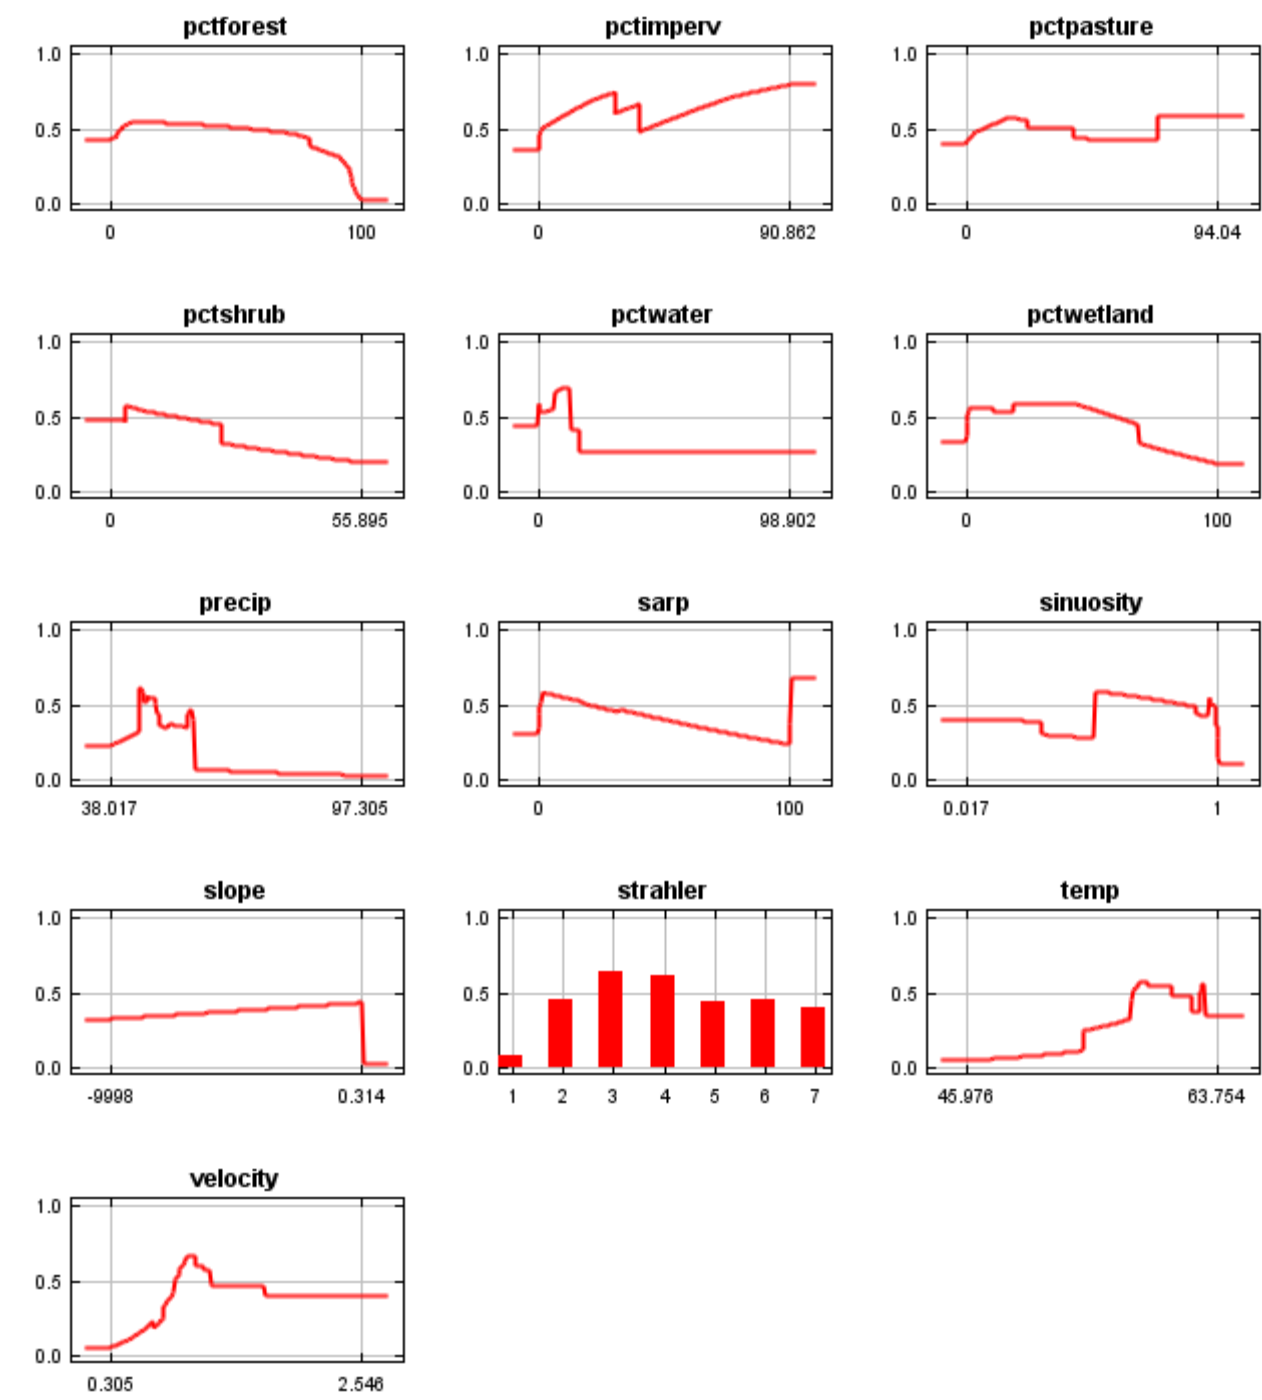 pctforest pctimperv pctpasture
1.0 1.0 1.0
0.5 0.5 0.5
0.0 0.0 0.0
0 100 0 90.862 0 94.04
pctshrub pctwater pctwetland
1.0 1.0 1.0
0.5 0.5 0.5
0.0 0.0 0.0
0 55.895 0 98.902 0 100
precip sarp sinuosity
1.0 1.0 1.0
0.5 0.5 0.5
0.0 0.0 0.0
38.017 97.305 0 100 0.017 1
slope strahler temp
1.0 1.0 1.0
0.5 0.5 0.5
0.0 0.0 0.0
-9998 0.314 1 2 3 4 5 6 7 45.976 63.754
velocity
1.0
0.5
0.0
0.305 2.546